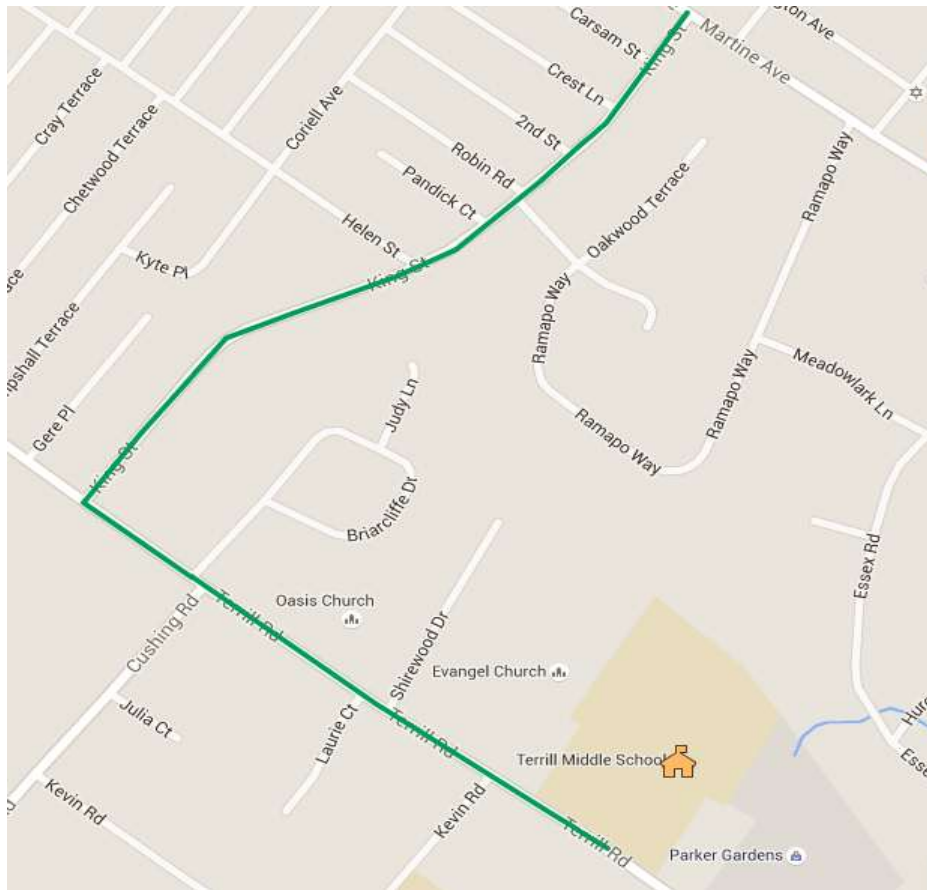 Carsam St
King St
Martine Ave
Crest Ln
Cray Terrace
Coriell Ave
2nd St
Chetwood Terrace
Robin Rd
Ramapo Way
Pandick Ct
Oakwood Terrace
Helen St
Kyte Pl
King St
Ramapo Way
Meadowlark Ln
Ramapo Way
Judy Ln
Gere Pl
Ramapo Way
King St
Briarcliffe Dt
Essex Rd
Oasis Church
Terrill Rd
Cushing Rd
Shirewood Dr
Evangel Church
Julia Ct
Laurie Ct
Terrill Rd
Terrill Middle School
Kevin Rd
Kevin Rd
Terrill Rd
Parker Gardens